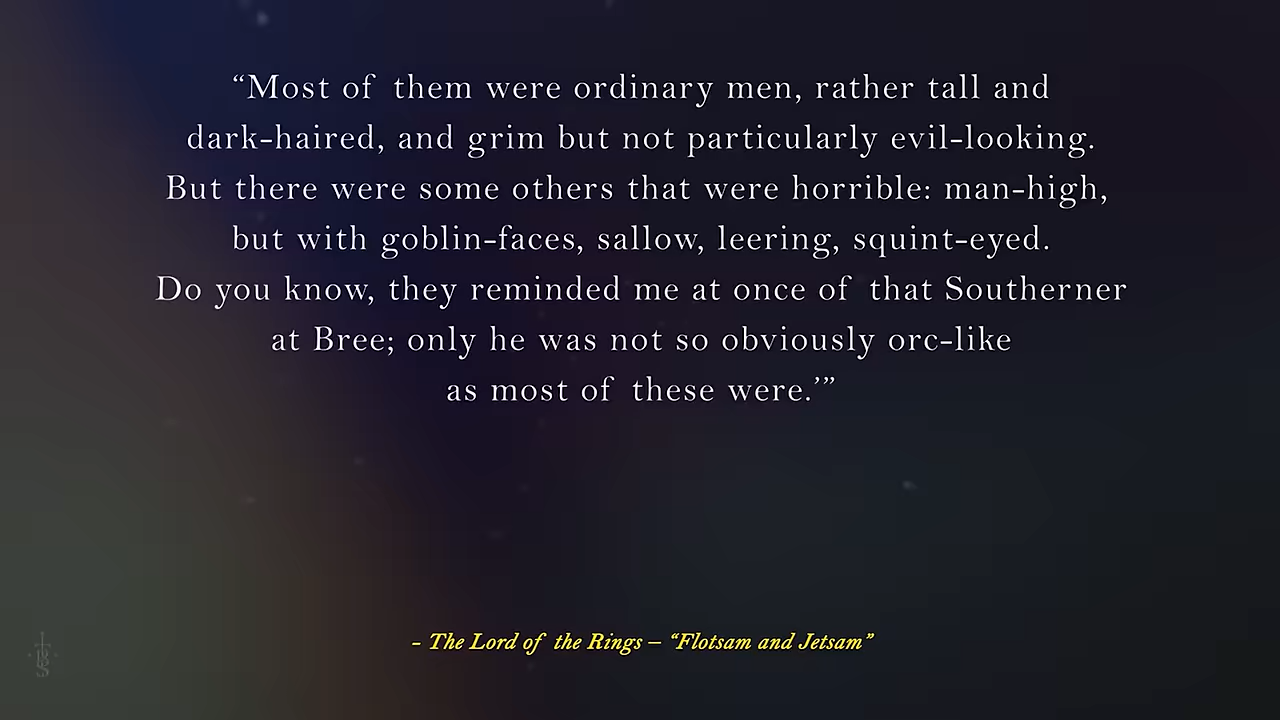 “Most of them were ordinary men, rather tall and
dark-haired, and grim but not particularly evil-looking.
But there were some others that were horrible: man-high,
but with goblin-faces, sallow, leering, squint-eyed.
Do you know, they reminded me at once of that Southerner
at Bree; only he was not so obviously orc-like
as most of these were.’”
– The Lord of the Rings – “Flotsam and Jetsam”